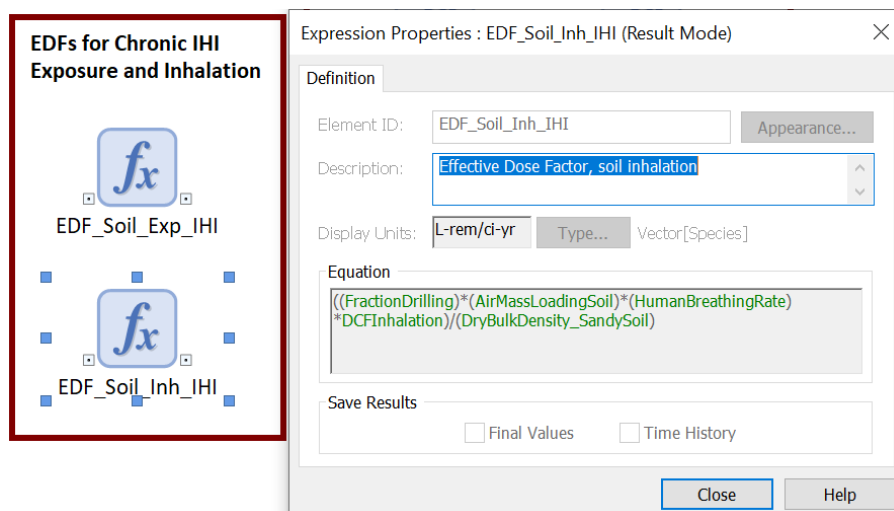 EDFs for Chronic IHI
Exposure and Inhalation
fx
EDF_Soil_Exp_IHI
fx
EDF_Soil_Inh_IHI
Expression Properties : EDF_Soil_Inh_IHI (Result Mode)
Definition
Element ID: EDF_Soil_Inh_IHI Appearance...
Description: Effective Dose Factor, soil inhalation
Display Units: L-rem/ci-yr Type... Vector[Species]
Equation
((FractionDrilling)*(AirMassLoadingSoil)*(HumanBreathingRate)
*DCFInhalation)/(DryBulkDensity_SandySoil)
Save Results
Final Values Time History
Close Help